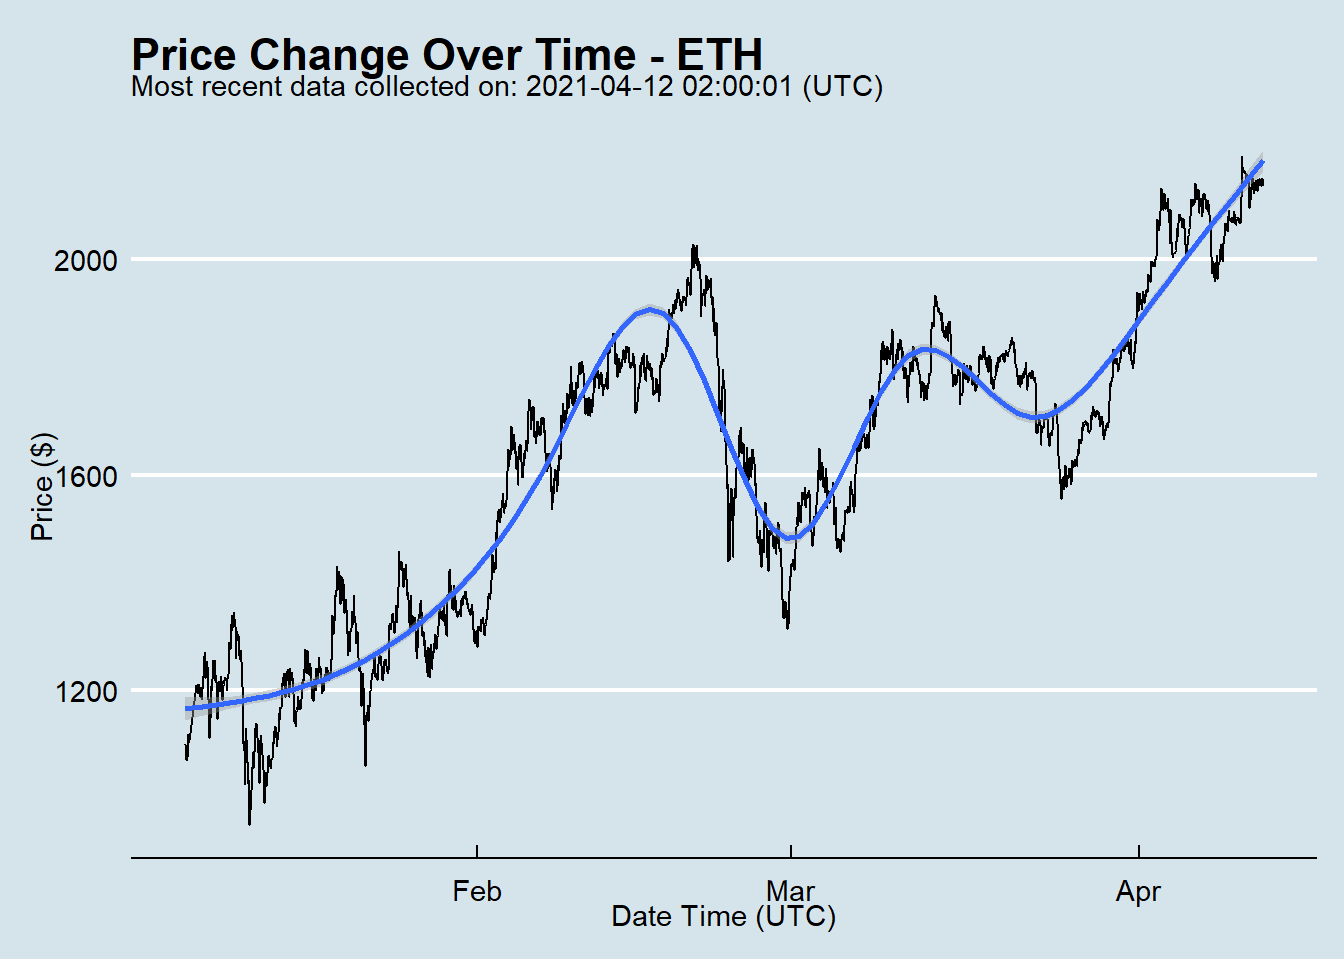 Price Change Over Time - ETH
Most recent data collected on: 2021-04-12 02:00:01 (UTC)
Price ($)
2000
1600
1200
Feb
Mar
Apr
Date Time (UTC)